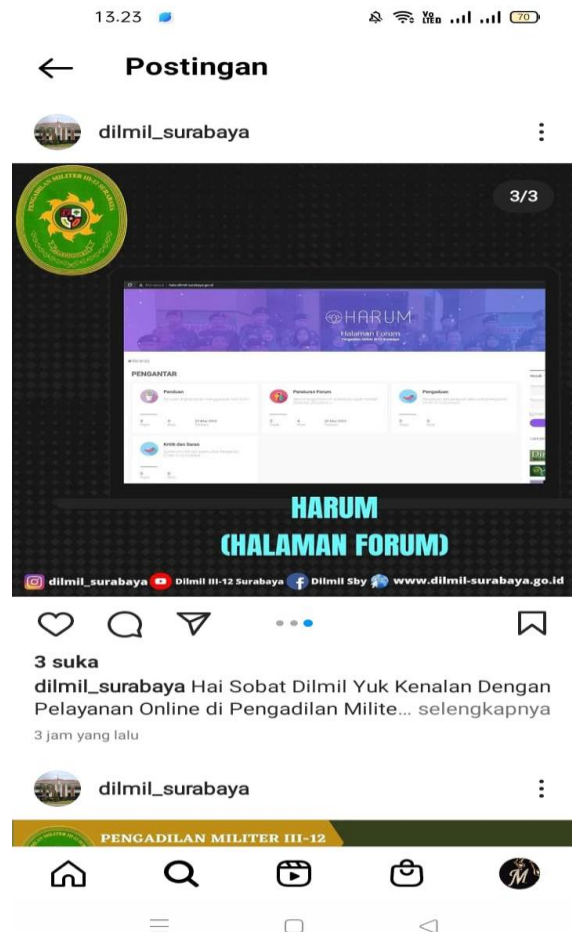 13.23
70
Postingan
dilmil_surabaya
3/3
PENGADILAN MILITER III-12 SURABAYA
HARUM
Halaman Forum
PENGANTAR
Panduan
Peraturan Forum
Pengaduan
Kritik dan Saran
HARUM
(HALAMAN FORUM)
dilmil_surabaya Dilmil III-12 Surabaya Dilmil Sby www.dilmil-surabaya.go.id
3 suka
dilmil_surabaya Hai Sobat Dilmil Yuk Kenalan Dengan
Pelayanan Online di Pengadilan Milite... selengkapnya
3 jam yang lalu
dilmil_surabaya
PENGADILAN MILITER III-12
M